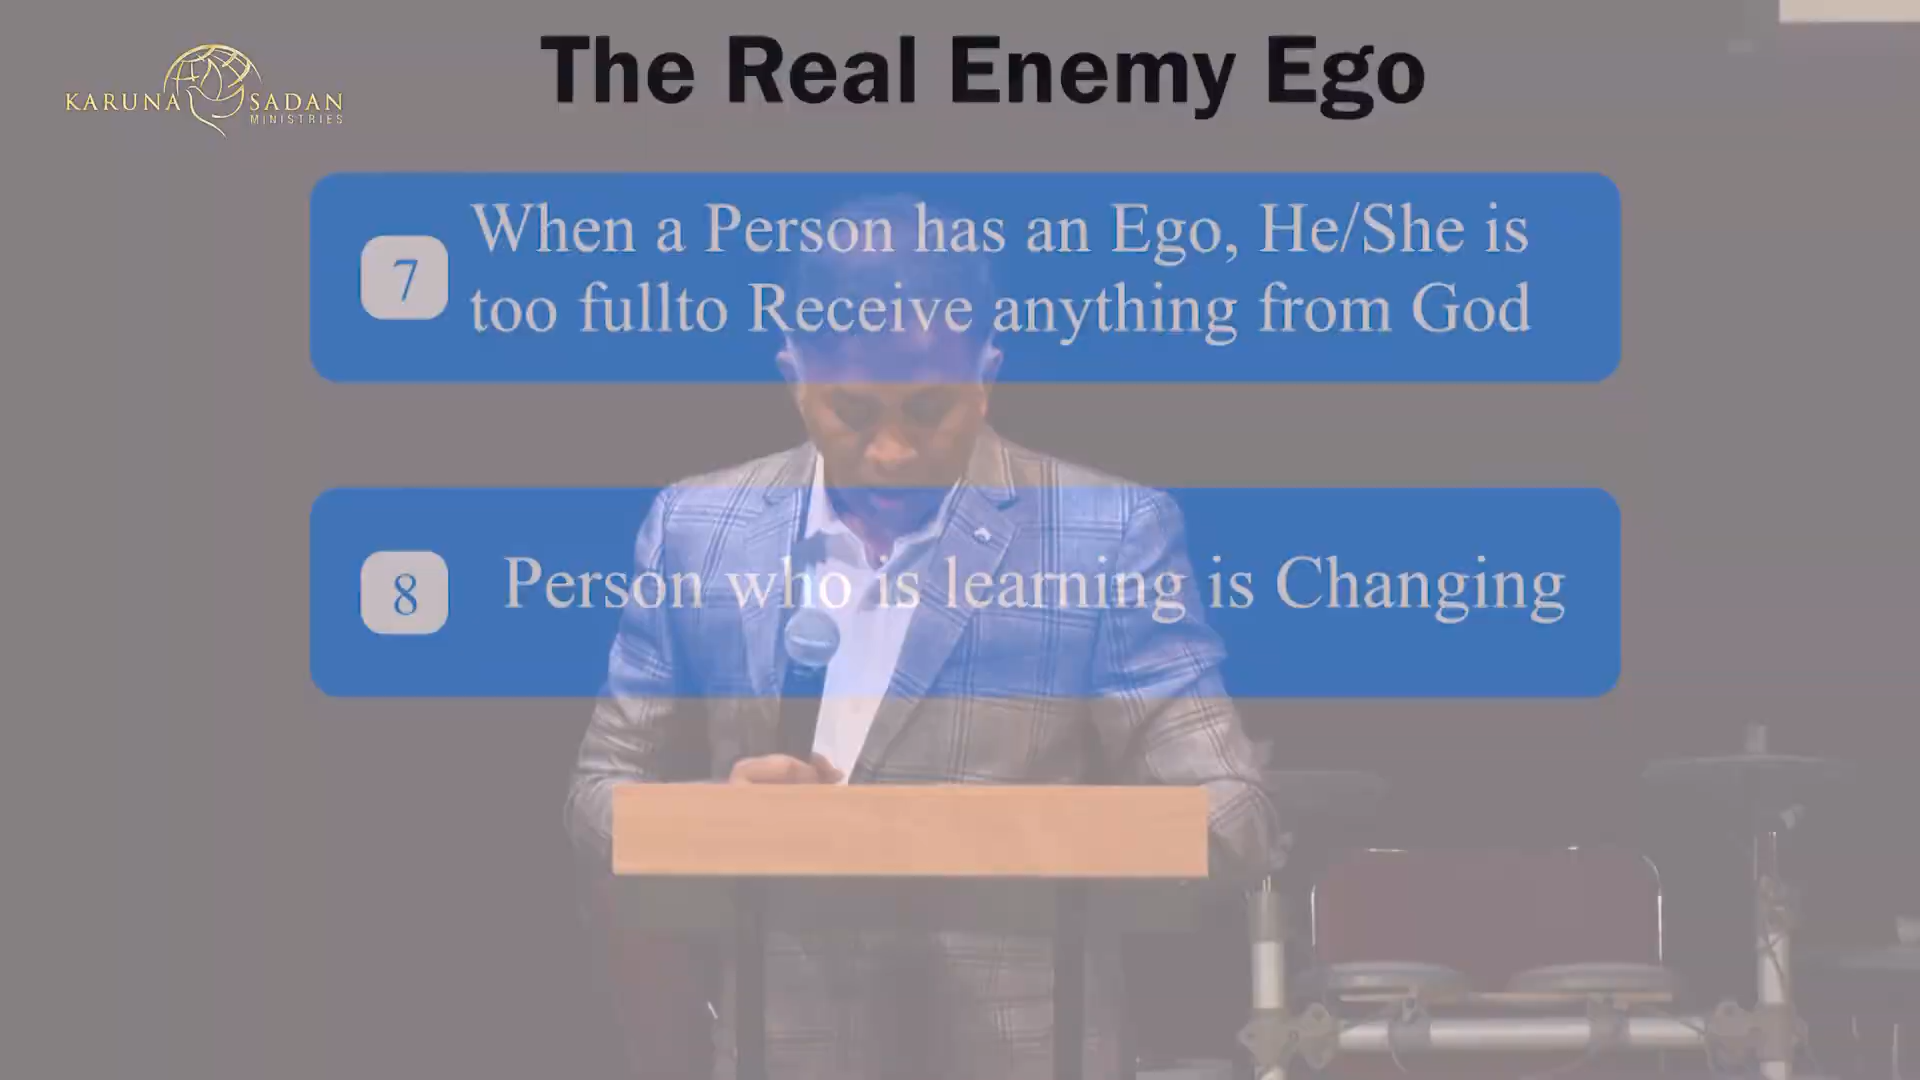 KARUNA SADAN
MINISTRIES
The Real Enemy Ego
7
When a Person has an Ego, He/She is
too fullto Receive anything from God
8
Person who is learning is Changing